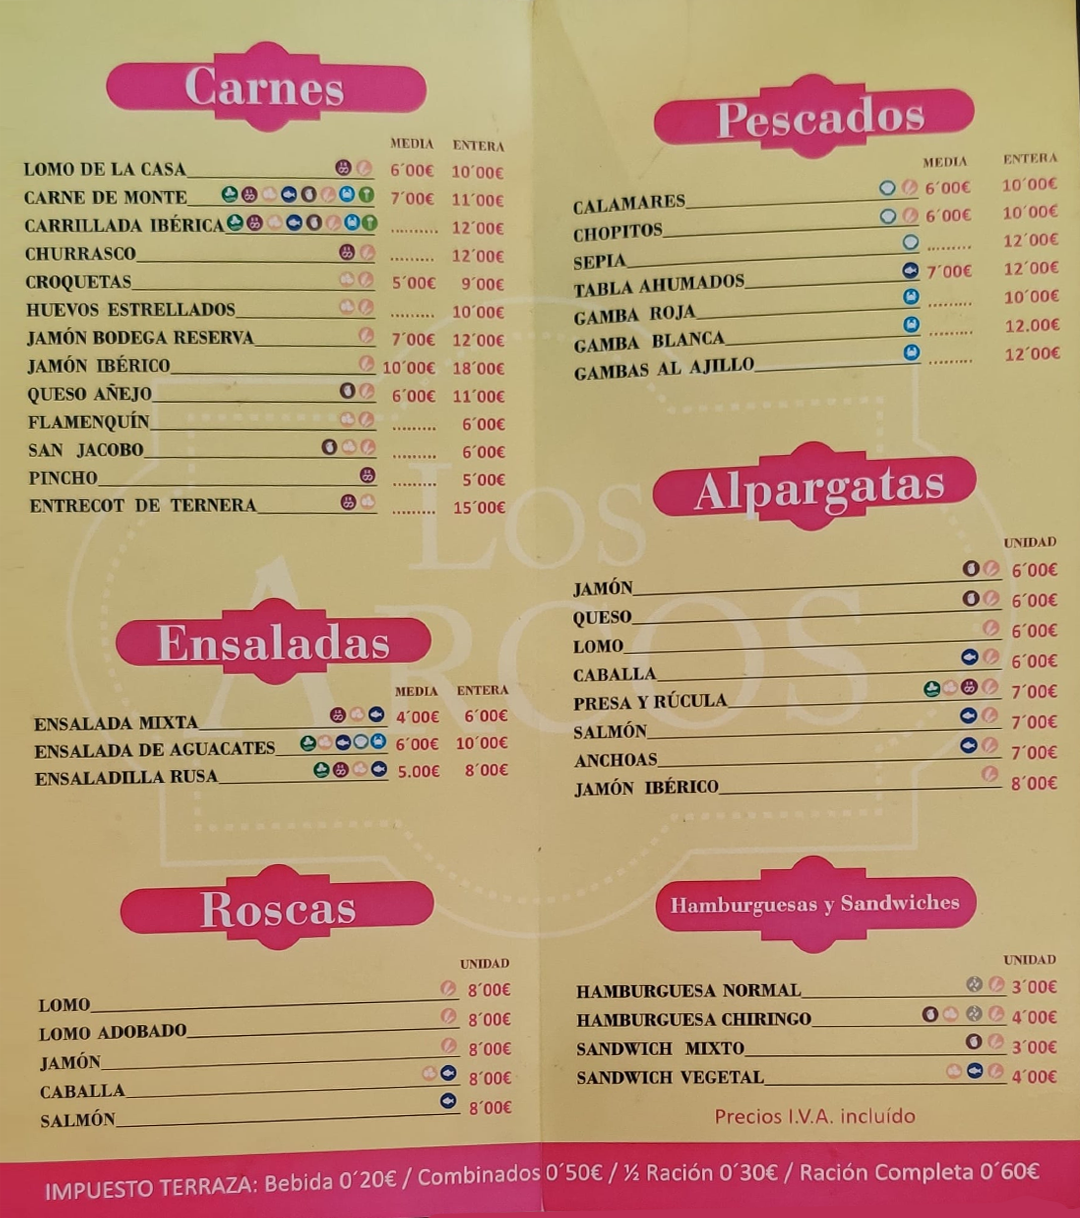 Carnes
MEDIA ENTERA
LOMO DE LA CASA 6´00€ 10´00€
CARNE DE MONTE 7´00€ 11´00€
CARRILLADA IBÉRICA .......... 12´00€
CHURRASCO 12´00€
CROQUETAS 5´00€ 9´00€
HUEVOS ESTRELLADOS ......... 10´00€
JAMÓN BODEGA RESERVA 7´00€ 12´00€
JAMÓN IBÉRICO 10´00€ 18´00€
QUESO AÑEJO 6´00€ 11´00€
FLAMENQUÍN ......... 6´00€
SAN JACOBO ......... 6´00€
PINCHO ......... 5´00€
ENTRECOT DE TERNERA ......... 15´00€
Ensaladas
MEDIA ENTERA
ENSALADA MIXTA 4´00€ 6´00€
ENSALADA DE AGUACATES 6´00€ 10´00€
ENSALADILLA RUSA 5.00€ 8´00€
Roscas
UNIDAD
LOMO 8´00€
LOMO ADOBADO 8´00€
JAMÓN 8´00€
CABALLA 8´00€
SALMÓN 8´00€
Pescados
MEDIA ENTERA
CALAMARES 6´00€ 10´00€
CHOPITOS 6´00€ 10´00€
SEPIA ......... 12´00€
TABLA AHUMADOS 7´00€ 12´00€
GAMBA ROJA ......... 10´00€
GAMBA BLANCA ......... 12.00€
GAMBAS AL AJILLO ......... 12´00€
Alpargatas
UNIDAD
JAMÓN 6´00€
QUESO 6´00€
LOMO 6´00€
CABALLA 6´00€
PRESA Y RÚCULA 7´00€
SALMÓN 7´00€
ANCHOAS 7´00€
JAMÓN IBÉRICO 8´00€
Hamburguesas y Sandwiches
UNIDAD
HAMBURGUESA NORMAL 3´00€
HAMBURGUESA CHIRINGO 4´00€
SANDWICH MIXTO 3´00€
SANDWICH VEGETAL 4´00€
Precios I.V.A. incluído
LOS
ARCOS
IMPUESTO TERRAZA: Bebida 0´20€ / Combinados 0´50€ / ½ Ración 0´30€ / Ración Completa 0´60€